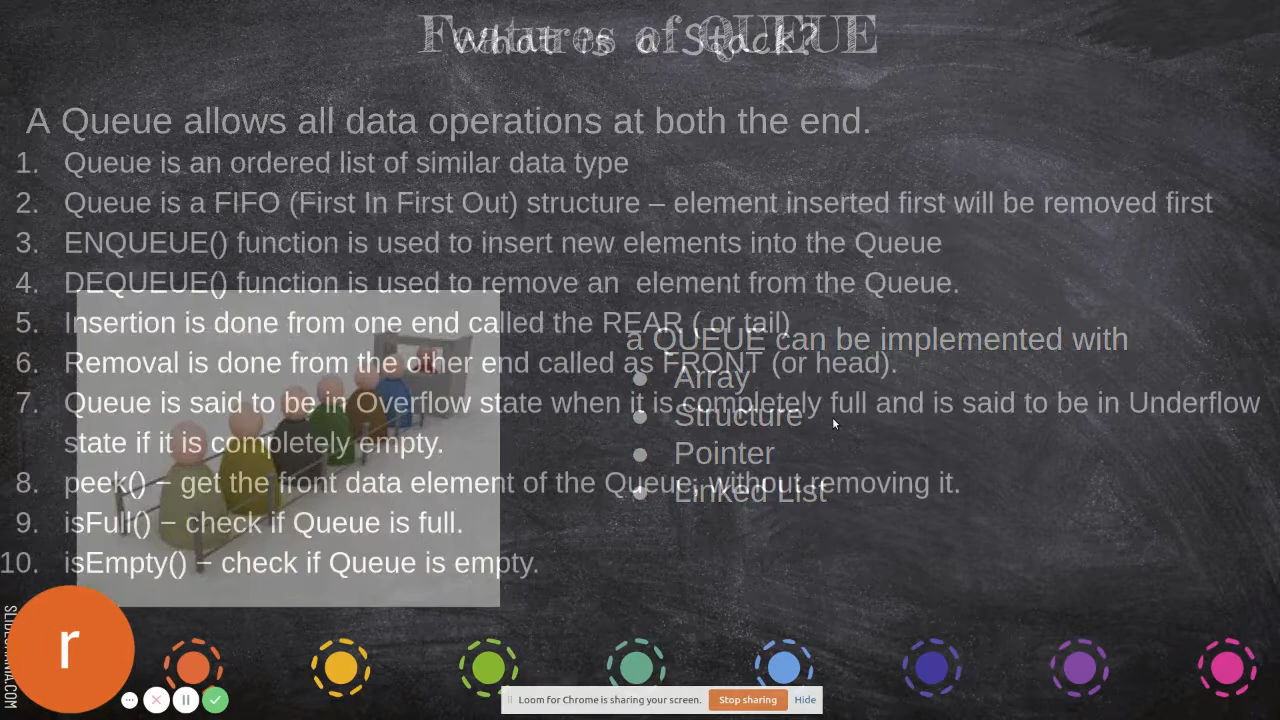 Features of QUEUE
What is a Stack?
A Queue allows all data operations at both the end.
1. Queue is an ordered list of similar data type
2. Queue is a FIFO (First In First Out) structure – element inserted first will be removed first
3. ENQUEUE() function is used to insert new elements into the Queue
4. DEQUEUE() function is used to remove an element from the Queue.
5. Insertion is done from one end called the REAR ( or tail)
6. Removal is done from the other end called as FRONT (or head).
7. Queue is said to be in Overflow state when it is completely full and is said to be in Underflow
state if it is completely empty.
8. peek() − get the front data element of the Queue, without removing it.
9. isFull() − check if Queue is full.
10. isEmpty() − check if Queue is empty.
a QUEUE can be implemented with
● Array
● Structure
● Pointer
● Linked List
r
Loom for Chrome is sharing your screen.
Stop sharing
Hide